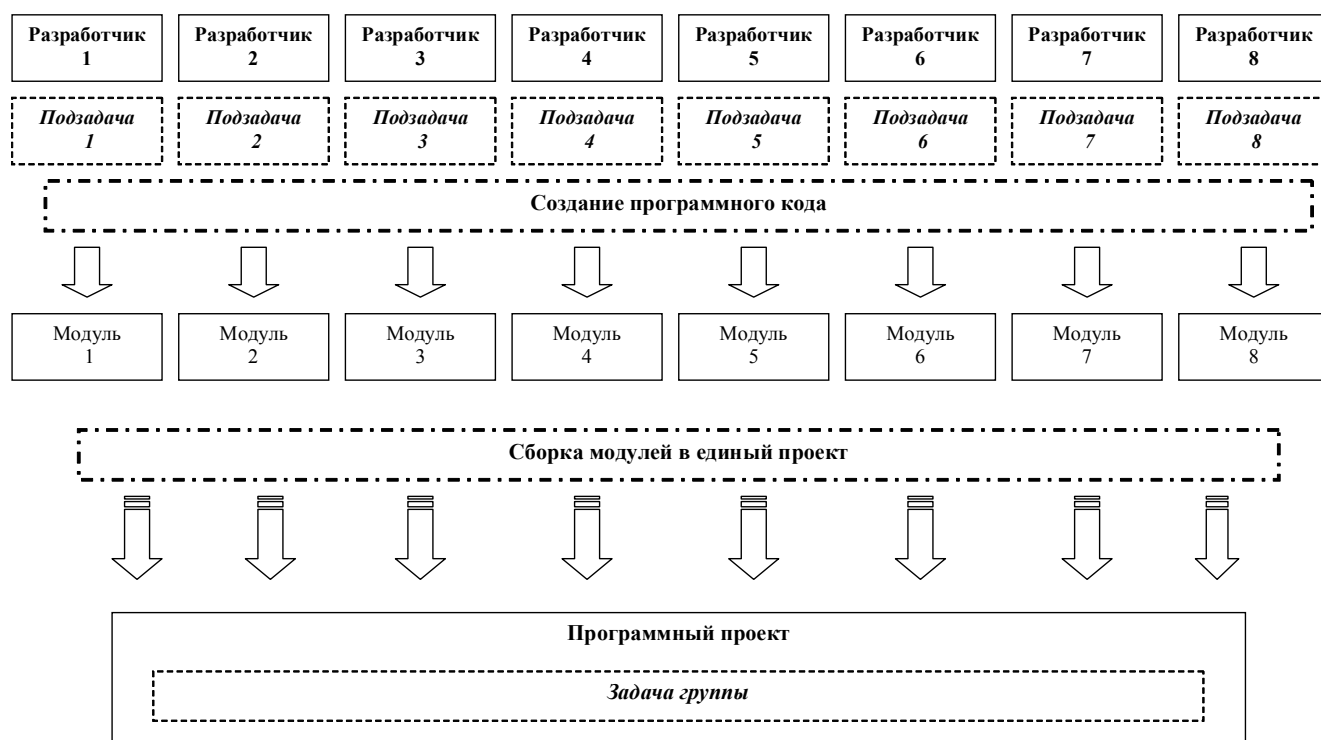 Разработчик Разработчик Разработчик Разработчик Разработчик Разработчик Разработчик Разработчик
1 2 3 4 5 6 7 8
Подзадача Подзадача Подзадача Подзадача Подзадача Подзадача Подзадача Подзадача
1 2 3 4 5 6 7 8
Создание программного кода
Модуль Модуль Модуль Модуль Модуль Модуль Модуль Модуль
1 2 3 4 5 6 7 8
Сборка модулей в единый проект
Программный проект
Задача группы